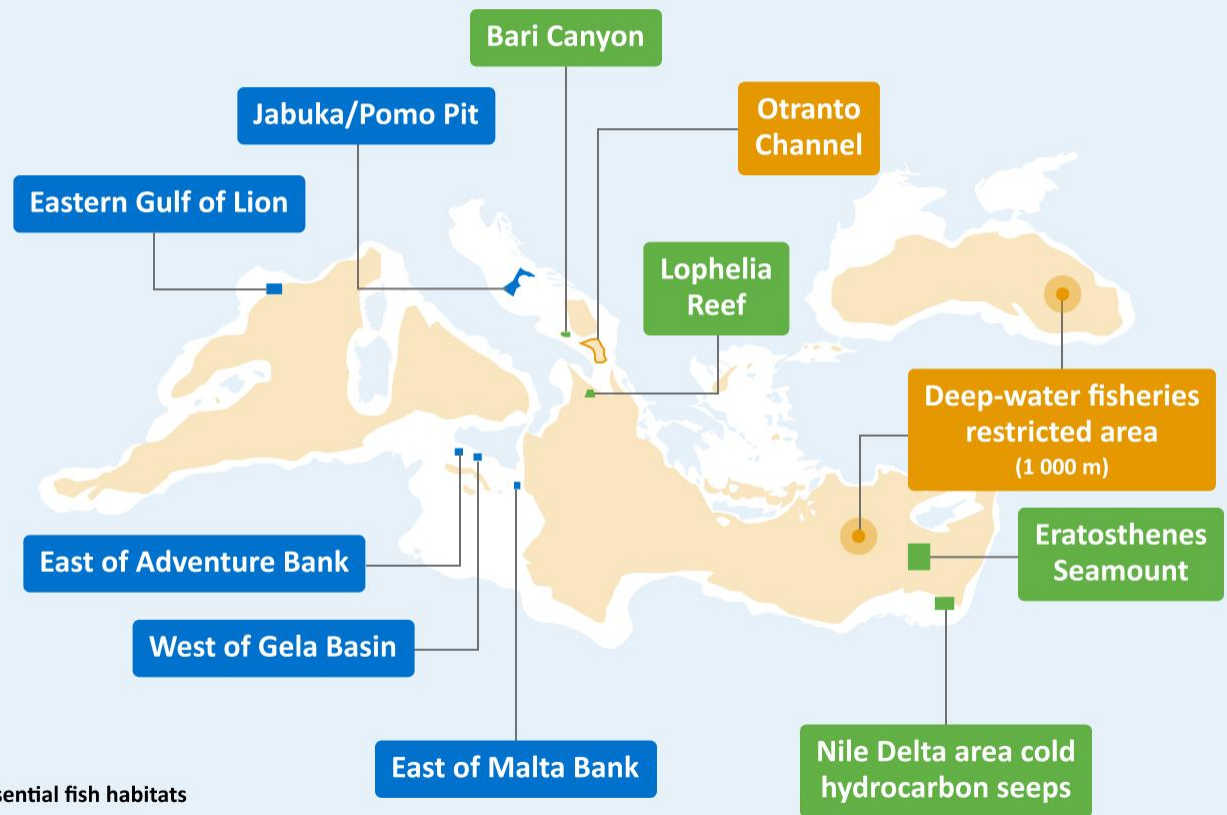 Bari Canyon
Jabuka/Pomo Pit
Otranto
Channel
Eastern Gulf of Lion
Lophelia
Reef
Deep-water fisheries
restricted area
(1 000 m)
Eratosthenes
Seamount
East of Adventure Bank
West of Gela Basin
East of Malta Bank
Nile Delta area cold
hydrocarbon seeps
sential fish habitats